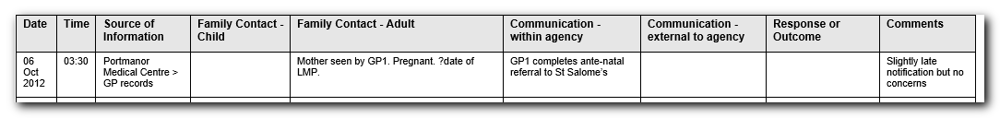 Date
Time
Source of
Information
Family Contact -
Child
Family Contact - Adult
Communication -
within agency
Communication -
external to agency
Response or
Outcome
Comments
06
Oct
2012
03:30
Portmanor
Medical Centre >
GP records
Mother seen by GP1. Pregnant. ?date of
LMP.
GP1 completes ante-natal
referral to St Salome's
Slightly late
notification but no
concerns